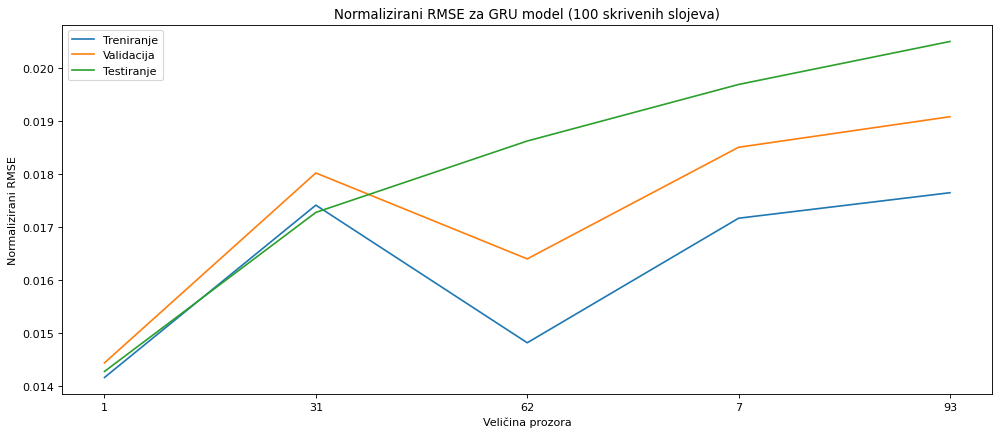 Normalizirani RMSE za GRU model (100 skrivenih slojeva)
Treniranje
Validacija
Testiranje
0.020
0.019
0.018
0.017
0.016
0.015
0.014
Normalizirani RMSE
1 31 62 7 93
Veličina prozora